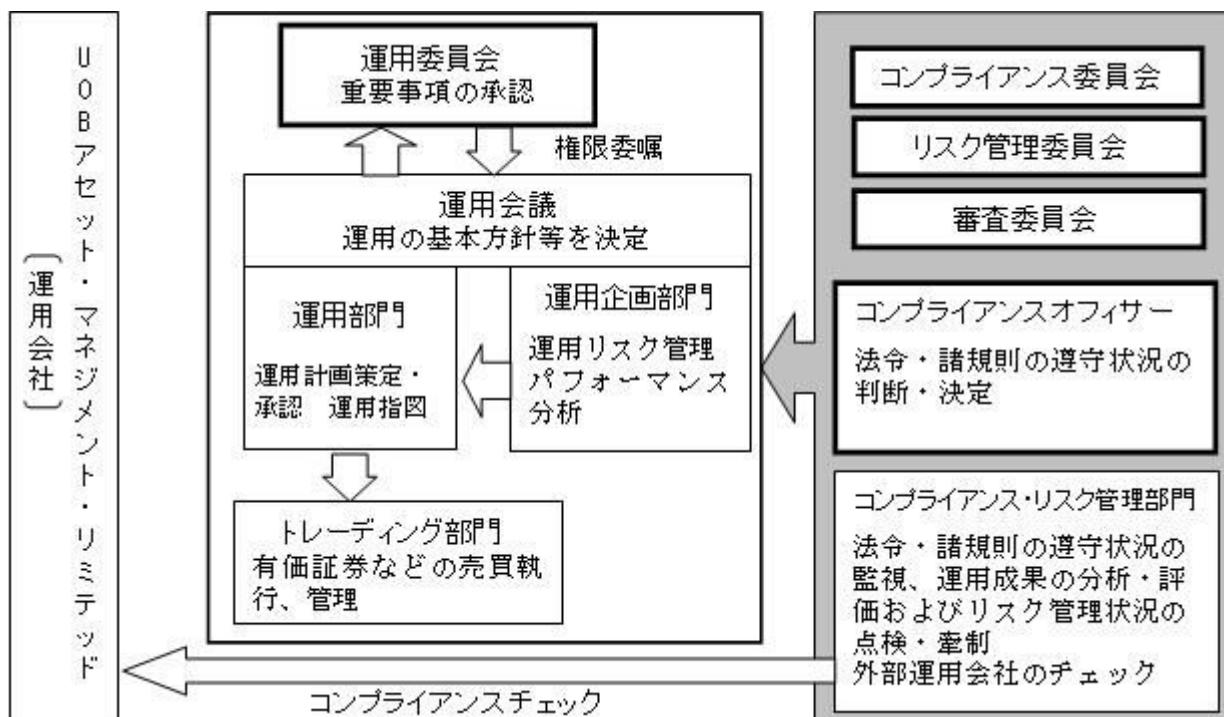 UOBアセット・マネジメント・リミテッド
〔運用会社〕
運用委員会
重要事項の承認
権限委嘱
運用会議
運用の基本方針等を決定
運用部門
運用計画策定・
承認　運用指図
運用企画部門
運用リスク管理
パフォーマンス
分析
トレーディング部門
有価証券などの売買執
行、管理
コンプライアンス委員会
リスク管理委員会
審査委員会
コンプライアンスオフィサー
法令・諸規則の遵守状況の
判断・決定
コンプライアンス・リスク管理部門
法令・諸規則の遵守状況の
監視、運用成果の分析・評
価およびリスク管理状況の
点検・牽制
外部運用会社のチェック
コンプライアンスチェック